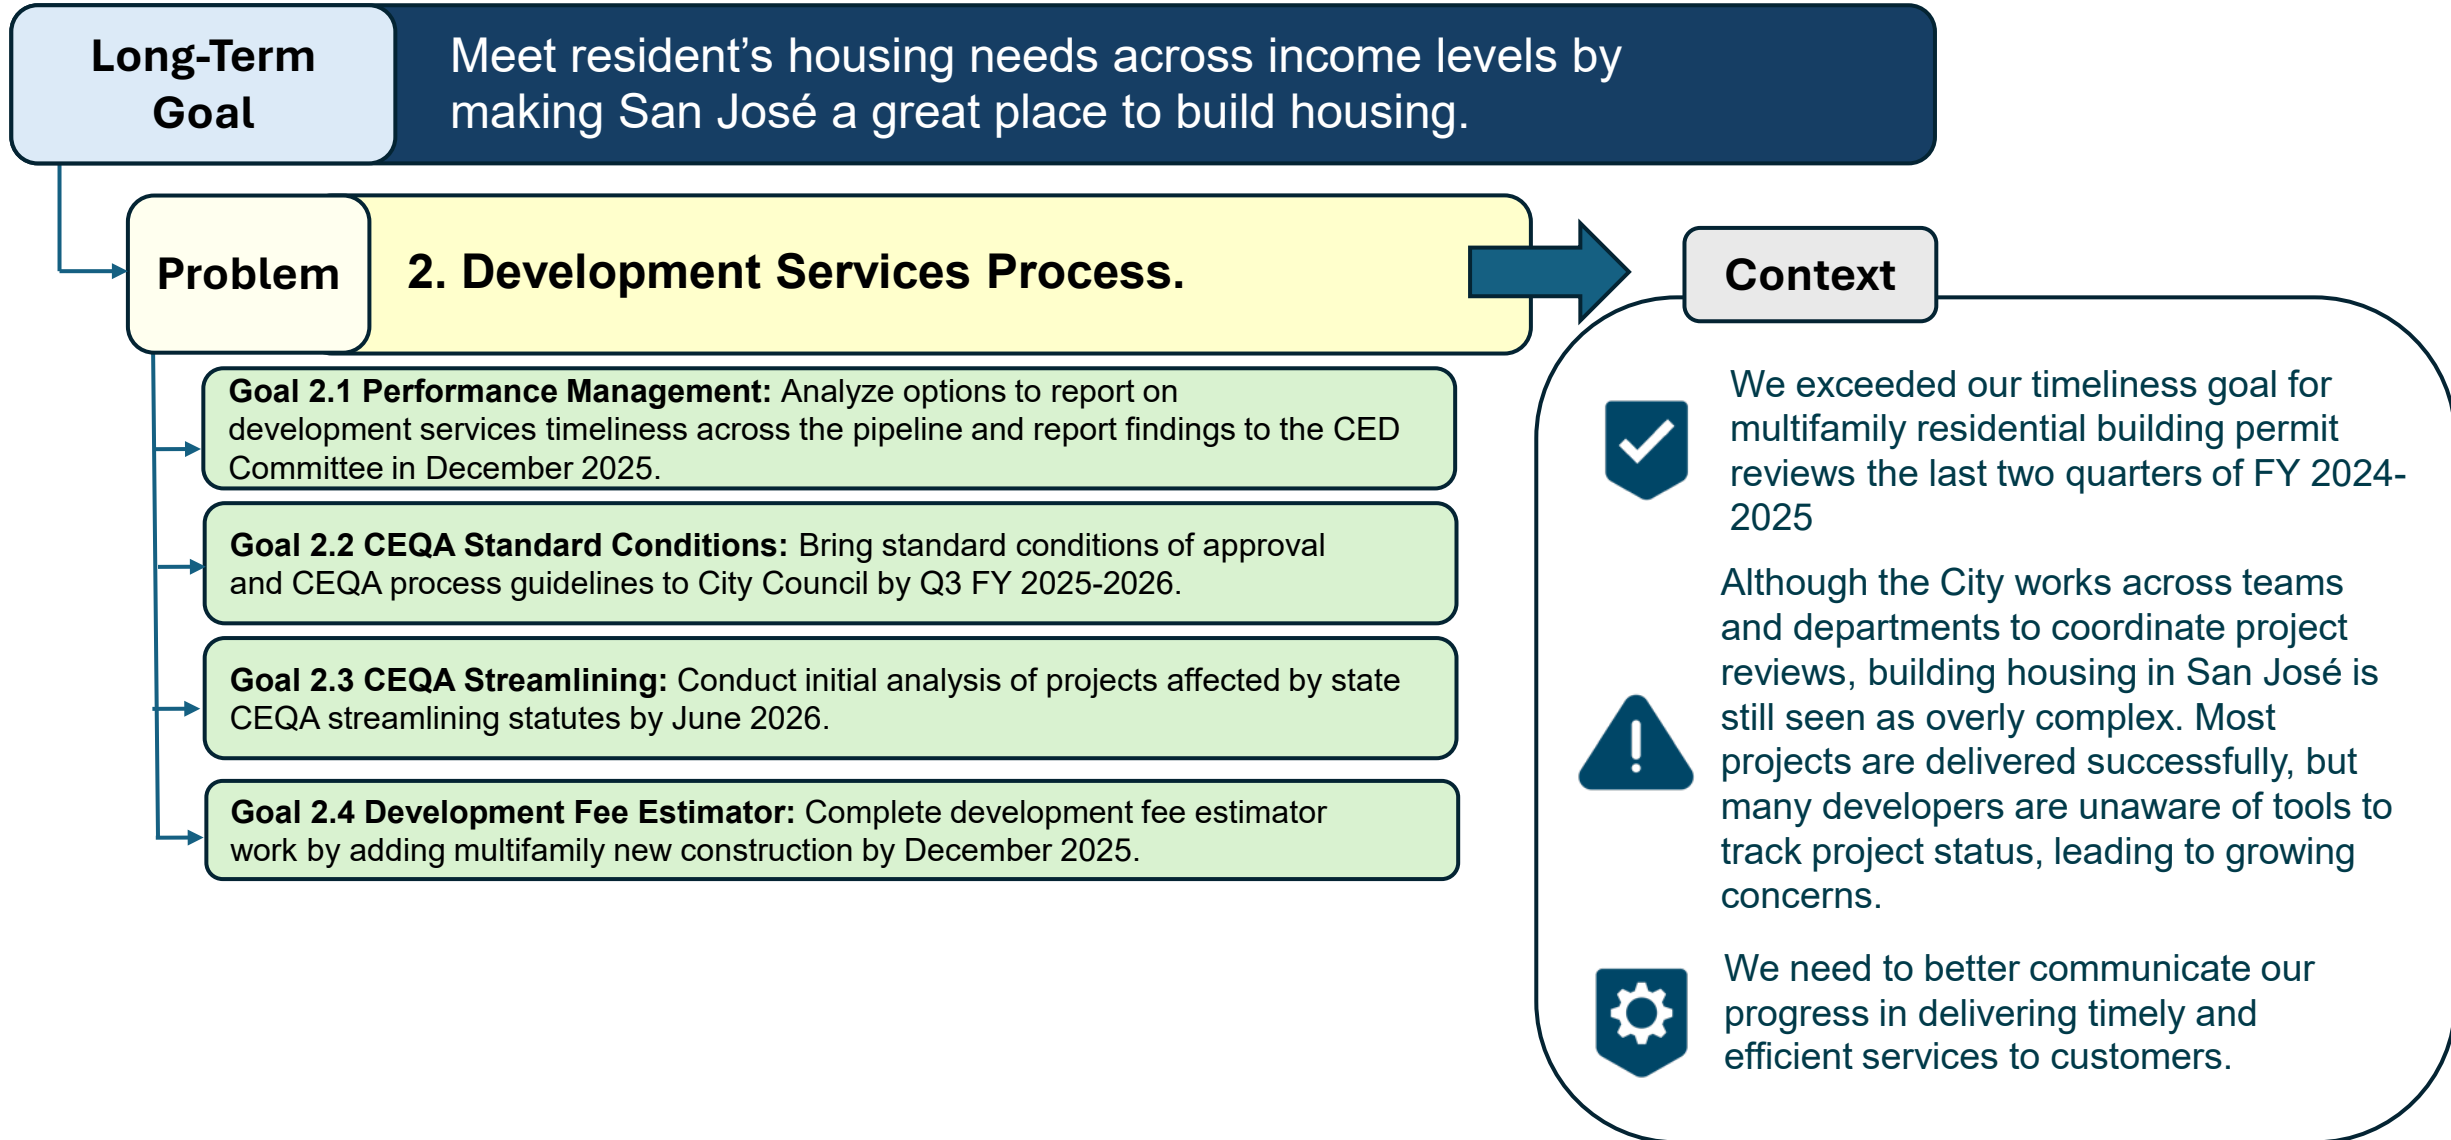 Long-Term
Goal
Meet resident’s housing needs across income levels by
making San José a great place to build housing.
Problem
2. Development Services Process.
Goal 2.1 Performance Management: Analyze options to report on
development services timeliness across the pipeline and report findings to the CED
Committee in December 2025.
Goal 2.2 CEQA Standard Conditions: Bring standard conditions of approval
and CEQA process guidelines to City Council by Q3 FY 2025-2026.
Goal 2.3 CEQA Streamlining: Conduct initial analysis of projects affected by state
CEQA streamlining statutes by June 2026.
Goal 2.4 Development Fee Estimator: Complete development fee estimator
work by adding multifamily new construction by December 2025.
Context
We exceeded our timeliness goal for
multifamily residential building permit
reviews the last two quarters of FY 2024-
2025
Although the City works across teams
and departments to coordinate project
reviews, building housing in San José is
still seen as overly complex. Most
projects are delivered successfully, but
many developers are unaware of tools to
track project status, leading to growing
concerns.
We need to better communicate our
progress in delivering timely and
efficient services to customers.